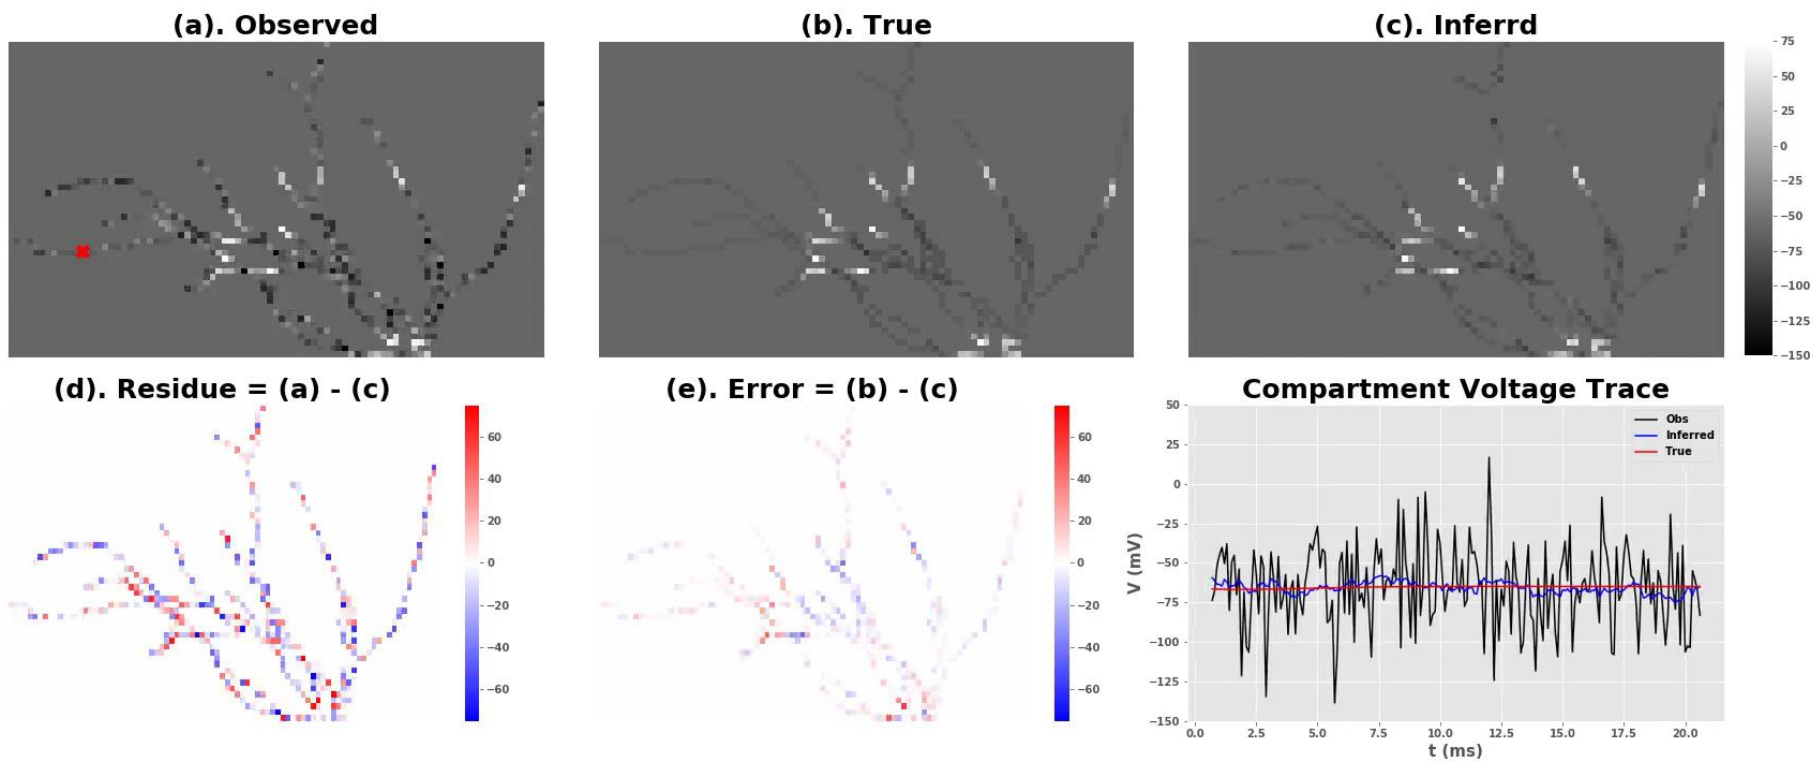 (a). Observed
(b). True
(c). Inferrd
75
50
25
0
−25
−50
−75
−100
−125
−150
(d). Residue = (a) - (c)
60
40
20
0
−20
−40
−60
(e). Error = (b) - (c)
60
40
20
0
−20
−40
−60
Compartment Voltage Trace
50
25
0
−25
−50
−75
−100
−125
−150
V (mV)
Obs
Inferred
True
0.0 2.5 5.0 7.5 10.0 12.5 15.0 17.5 20.0
t (ms)